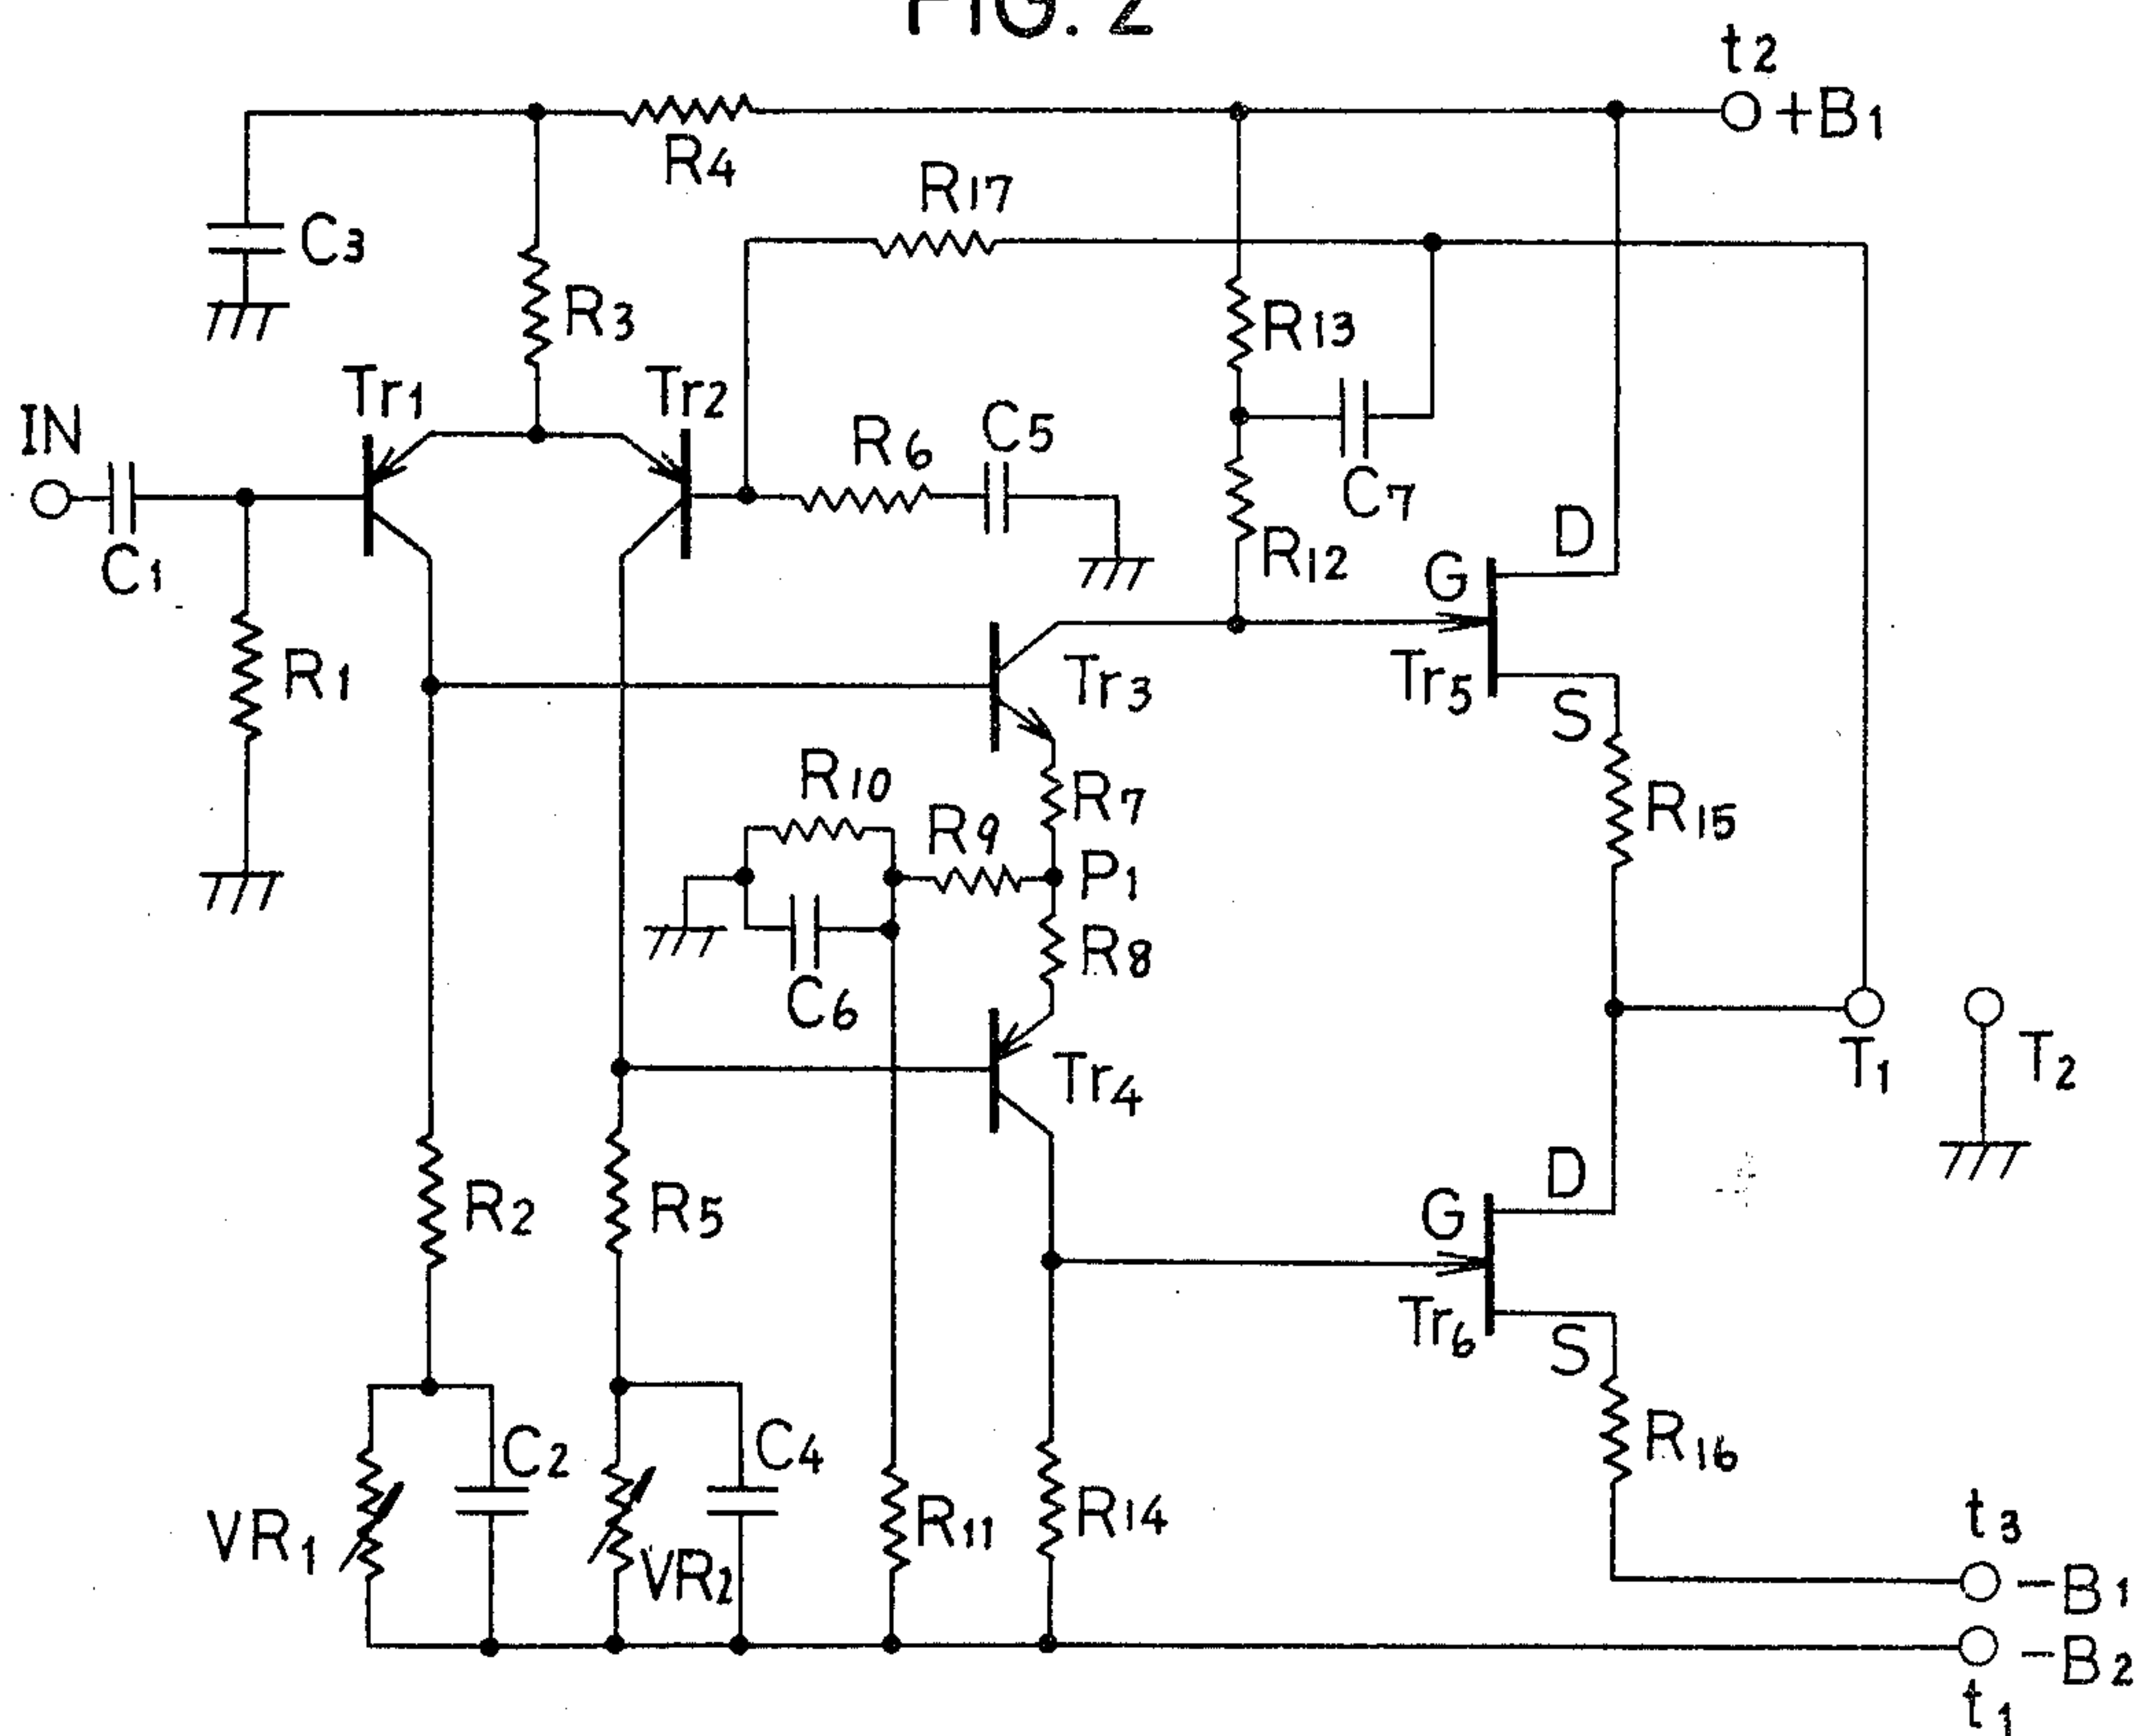 FIG. 2
t2
+B1
R4
R17
C3
R3
R13
Tr1
Tr2
IN
R6
C5
C7
D
C1
R12
G
R1
Tr3
Tr5
S
R10
R7
R9
R15
P1
R8
C6
Tr4
T1
T2
R2
R5
D
G
Tr6
S
C2
C4
R16
VR1
VR2
R11
R14
t3
-B1
-B2
t1